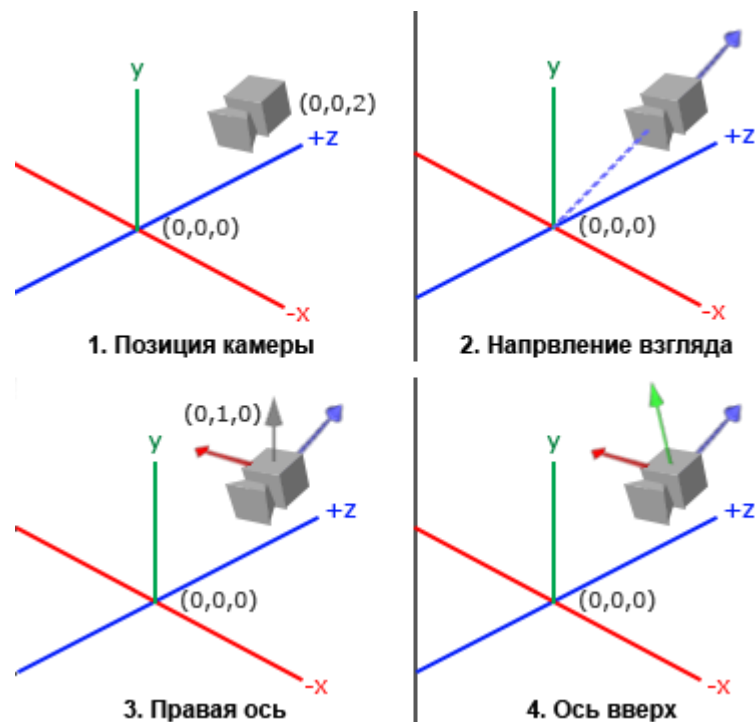 y
(0,0,2)
+z
(0,0,0)
-x
1. Позиция камеры
y
+z
(0,0,0)
-x
2. Напрвление взгляда
(0,1,0)
y
+z
(0,0,0)
-x
3. Правая ось
y
+z
(0,0,0)
-x
4. Ось вверх